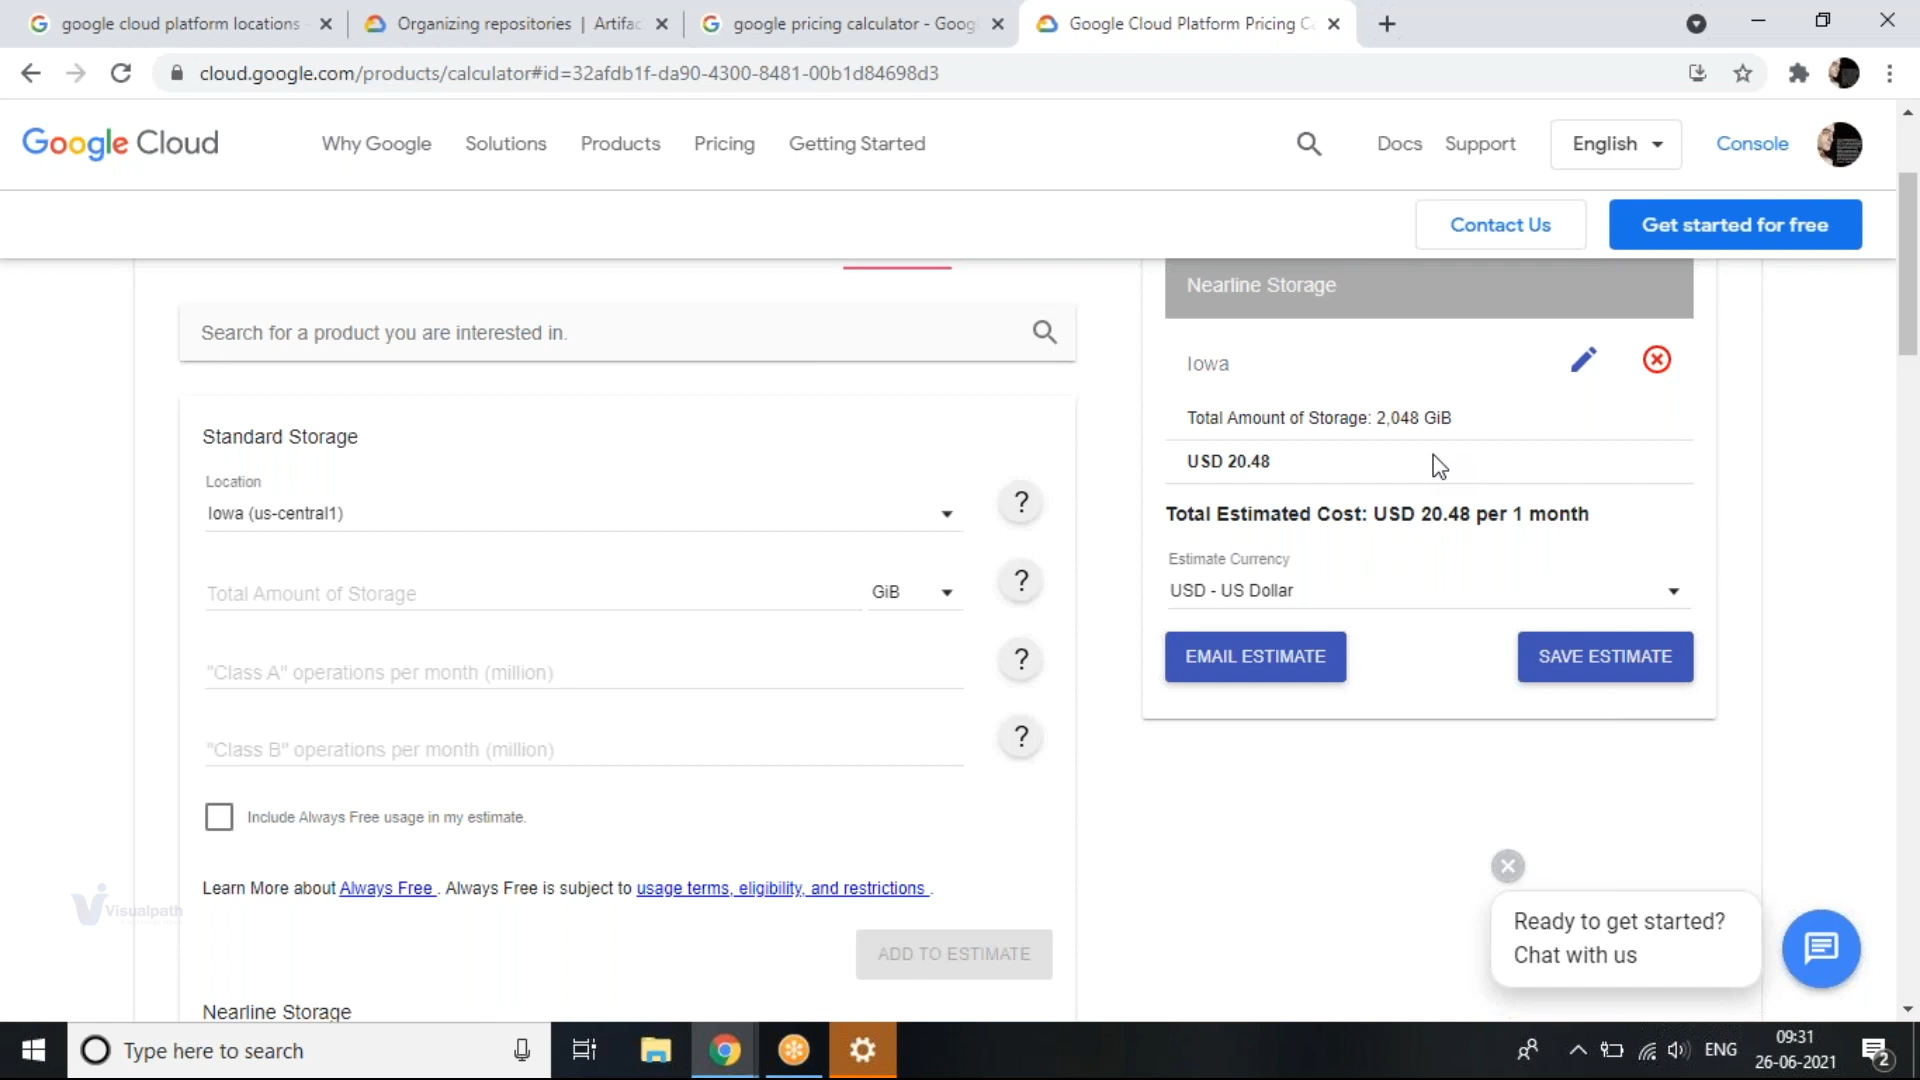 google cloud platform locations
Organizing repositories | Artifac
google pricing calculator - Goog
Google Cloud Platform Pricing Ca
cloud.google.com/products/calculator#id=32afdb1f-da90-4300-8481-00b1d84698d3
Google Cloud
Why Google
Solutions
Products
Pricing
Getting Started
Docs
Support
English
Console
Contact Us
Get started for free
Search for a product you are interested in.
Standard Storage
Location
Iowa (us-central1)
?
Total Amount of Storage
GiB
?
"Class A" operations per month (million)
?
"Class B" operations per month (million)
?
Include Always Free usage in my estimate.
Learn More about Always Free . Always Free is subject to usage terms, eligibility, and restrictions .
ADD TO ESTIMATE
Nearline Storage
Nearline Storage
Iowa
Total Amount of Storage: 2,048 GiB
USD 20.48
Total Estimated Cost: USD 20.48 per 1 month
Estimate Currency
USD - US Dollar
EMAIL ESTIMATE
SAVE ESTIMATE
Ready to get started?
Chat with us
Visualpath
Type here to search
ENG
09:31
26-06-2021
2